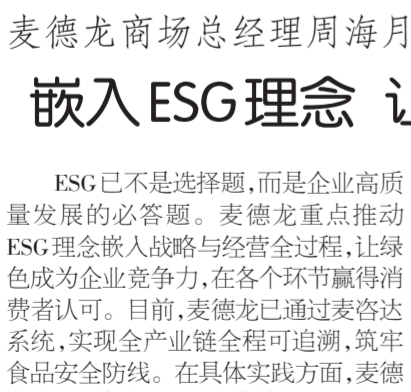 麦德龙商场总经理周海月
嵌入ESG理念
ESG已不是选择题,而是企业高质
量发展的必答题。麦德龙重点推动
ESG理念嵌入战略与经营全过程,让绿
色成为企业竞争力,在各个环节赢得消
费者认可。目前,麦德龙已通过麦咨达
系统,实现全产业链全程可追溯,筑牢
食品安全防线。在具体实践方面,麦德